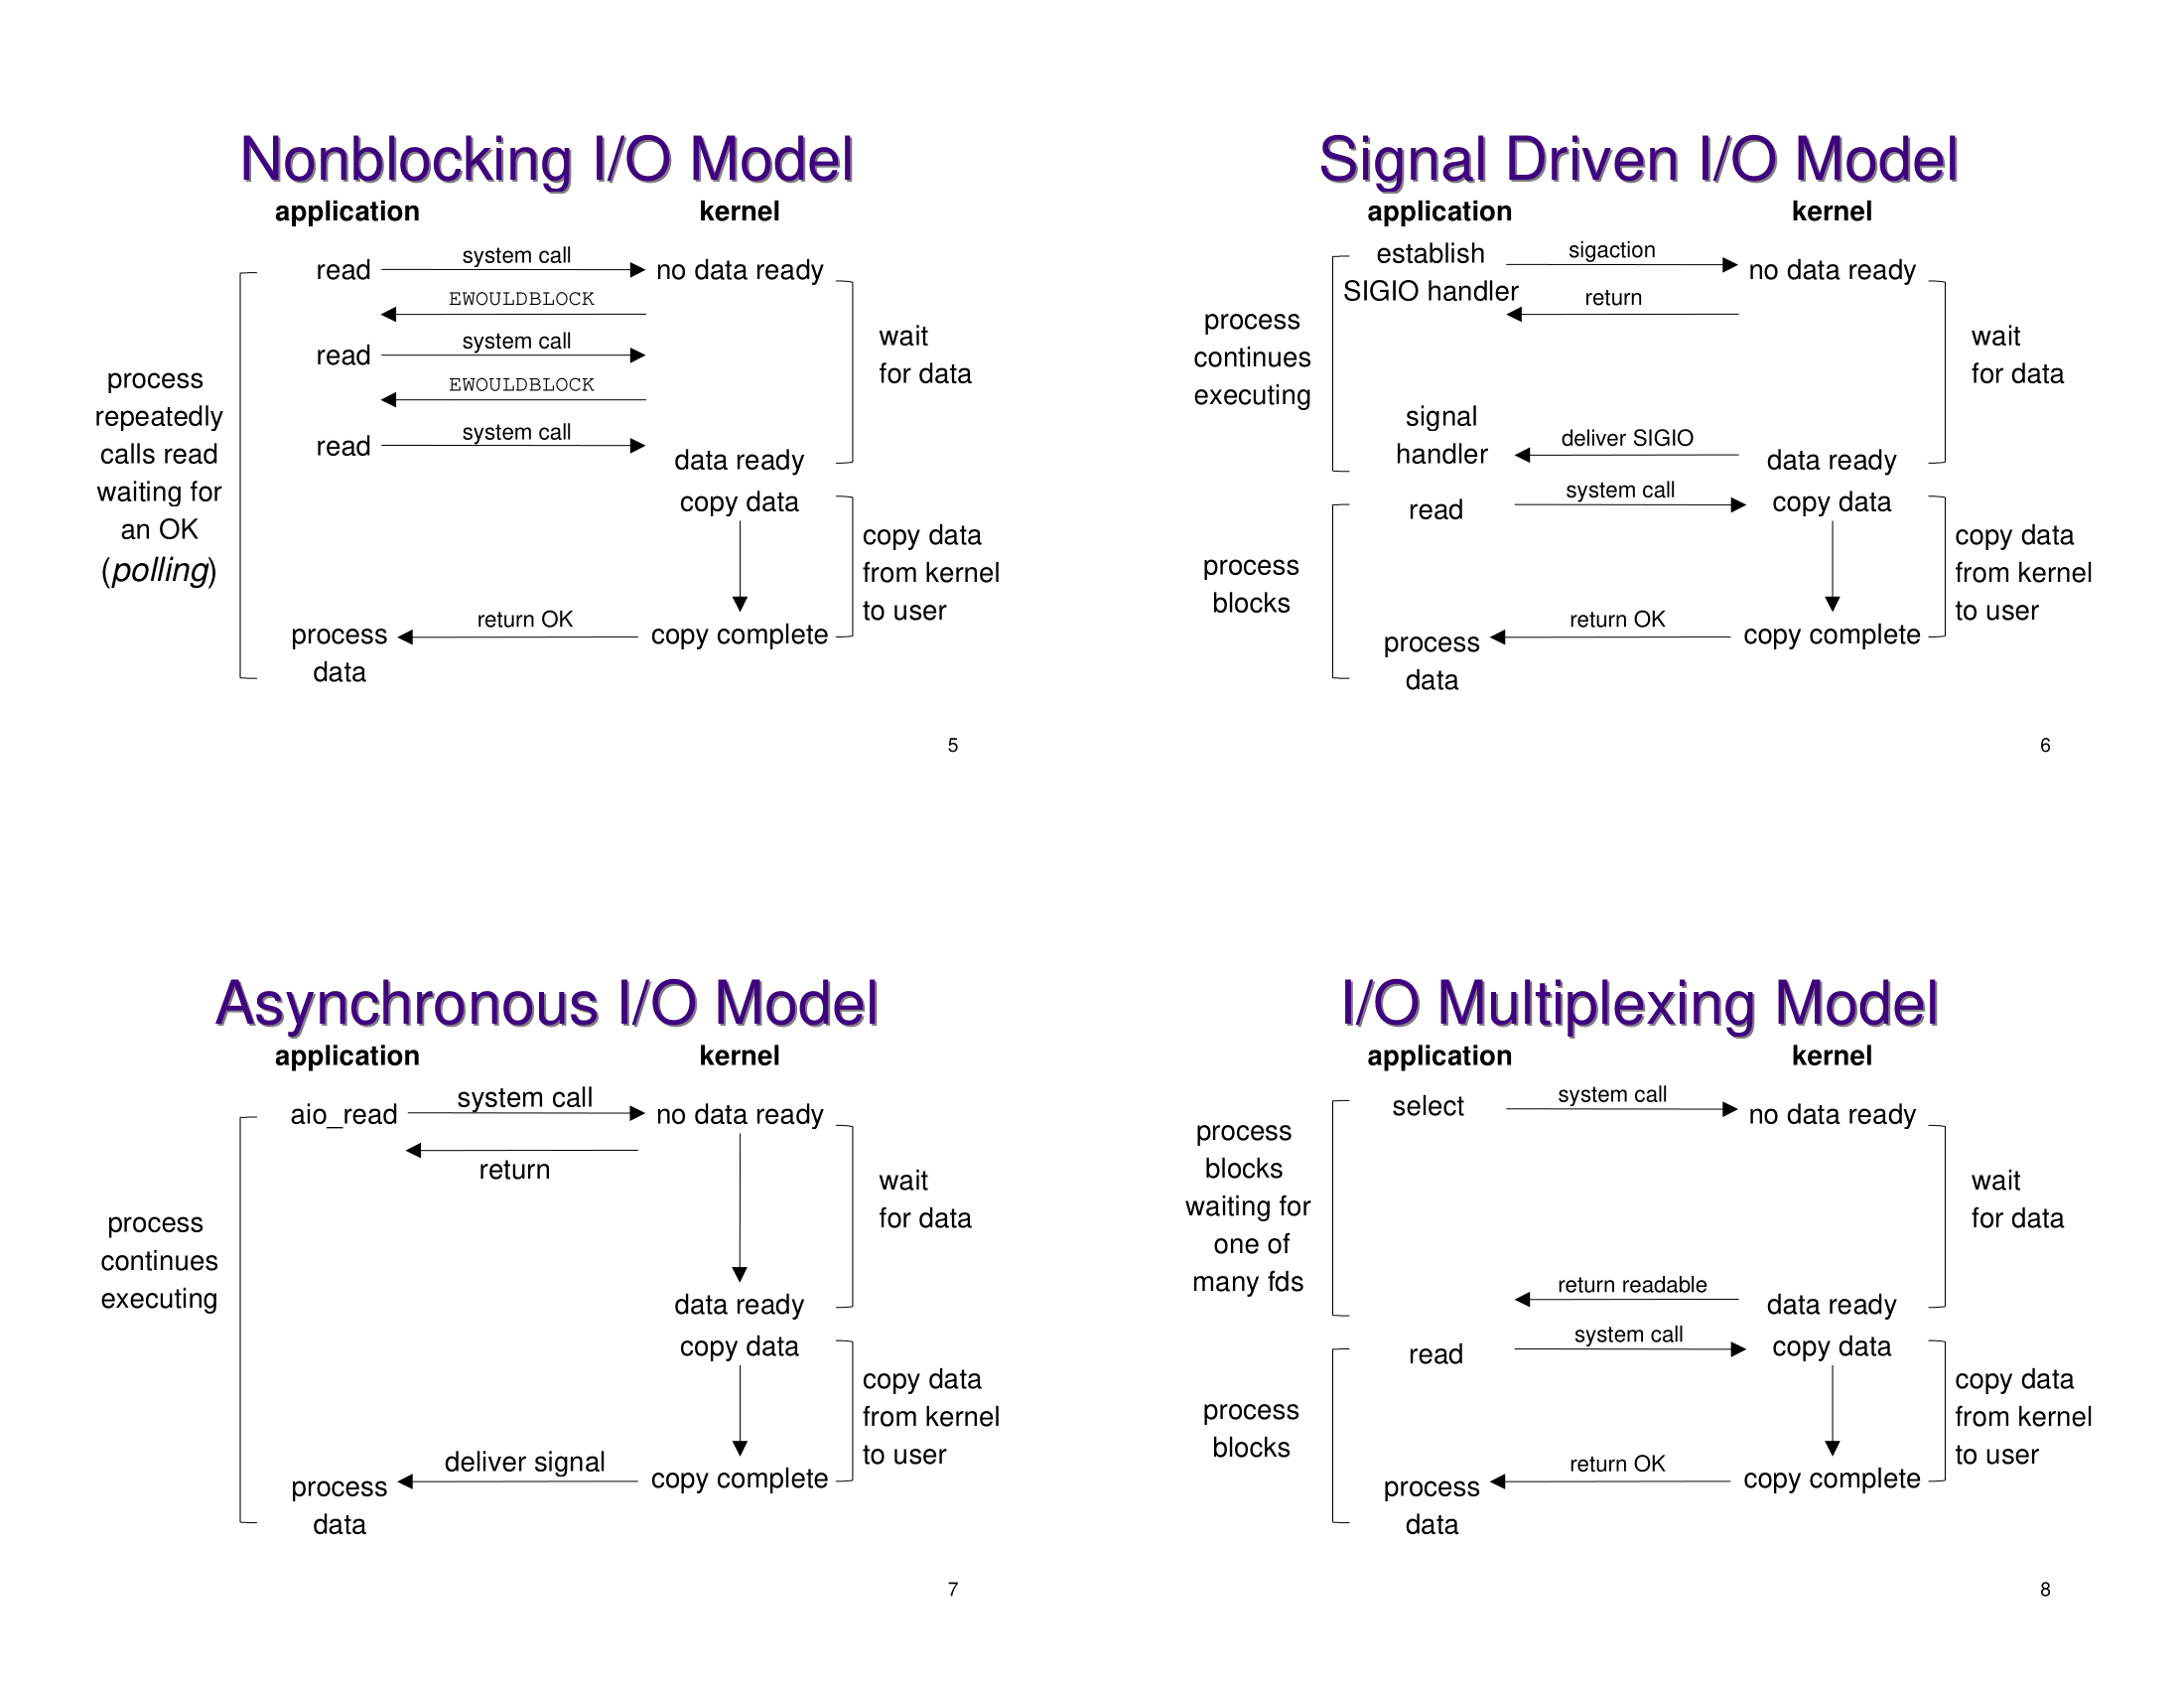 Nonblocking I/O Model
application
kernel
read
system call
no data ready
EWOULDBLOCK
read
system call
EWOULDBLOCK
read
system call
data ready
copy data
return OK
copy complete
process
data
process
repeatedly
calls read
waiting for
an OK
(polling)
wait
for data
copy data
from kernel
to user
5
Signal Driven I/O Model
application
kernel
establish
SIGIO handler
sigaction
no data ready
return
signal
handler
deliver SIGIO
data ready
read
system call
copy data
return OK
copy complete
process
data
process
continues
executing
process
blocks
wait
for data
copy data
from kernel
to user
6
Asynchronous I/O Model
application
kernel
aio_read
system call
no data ready
return
data ready
copy data
deliver signal
copy complete
process
data
process
continues
executing
wait
for data
copy data
from kernel
to user
7
I/O Multiplexing Model
application
kernel
select
system call
no data ready
return readable
data ready
read
system call
copy data
return OK
copy complete
process
data
process
blocks
waiting for
one of
many fds
process
blocks
wait
for data
copy data
from kernel
to user
8